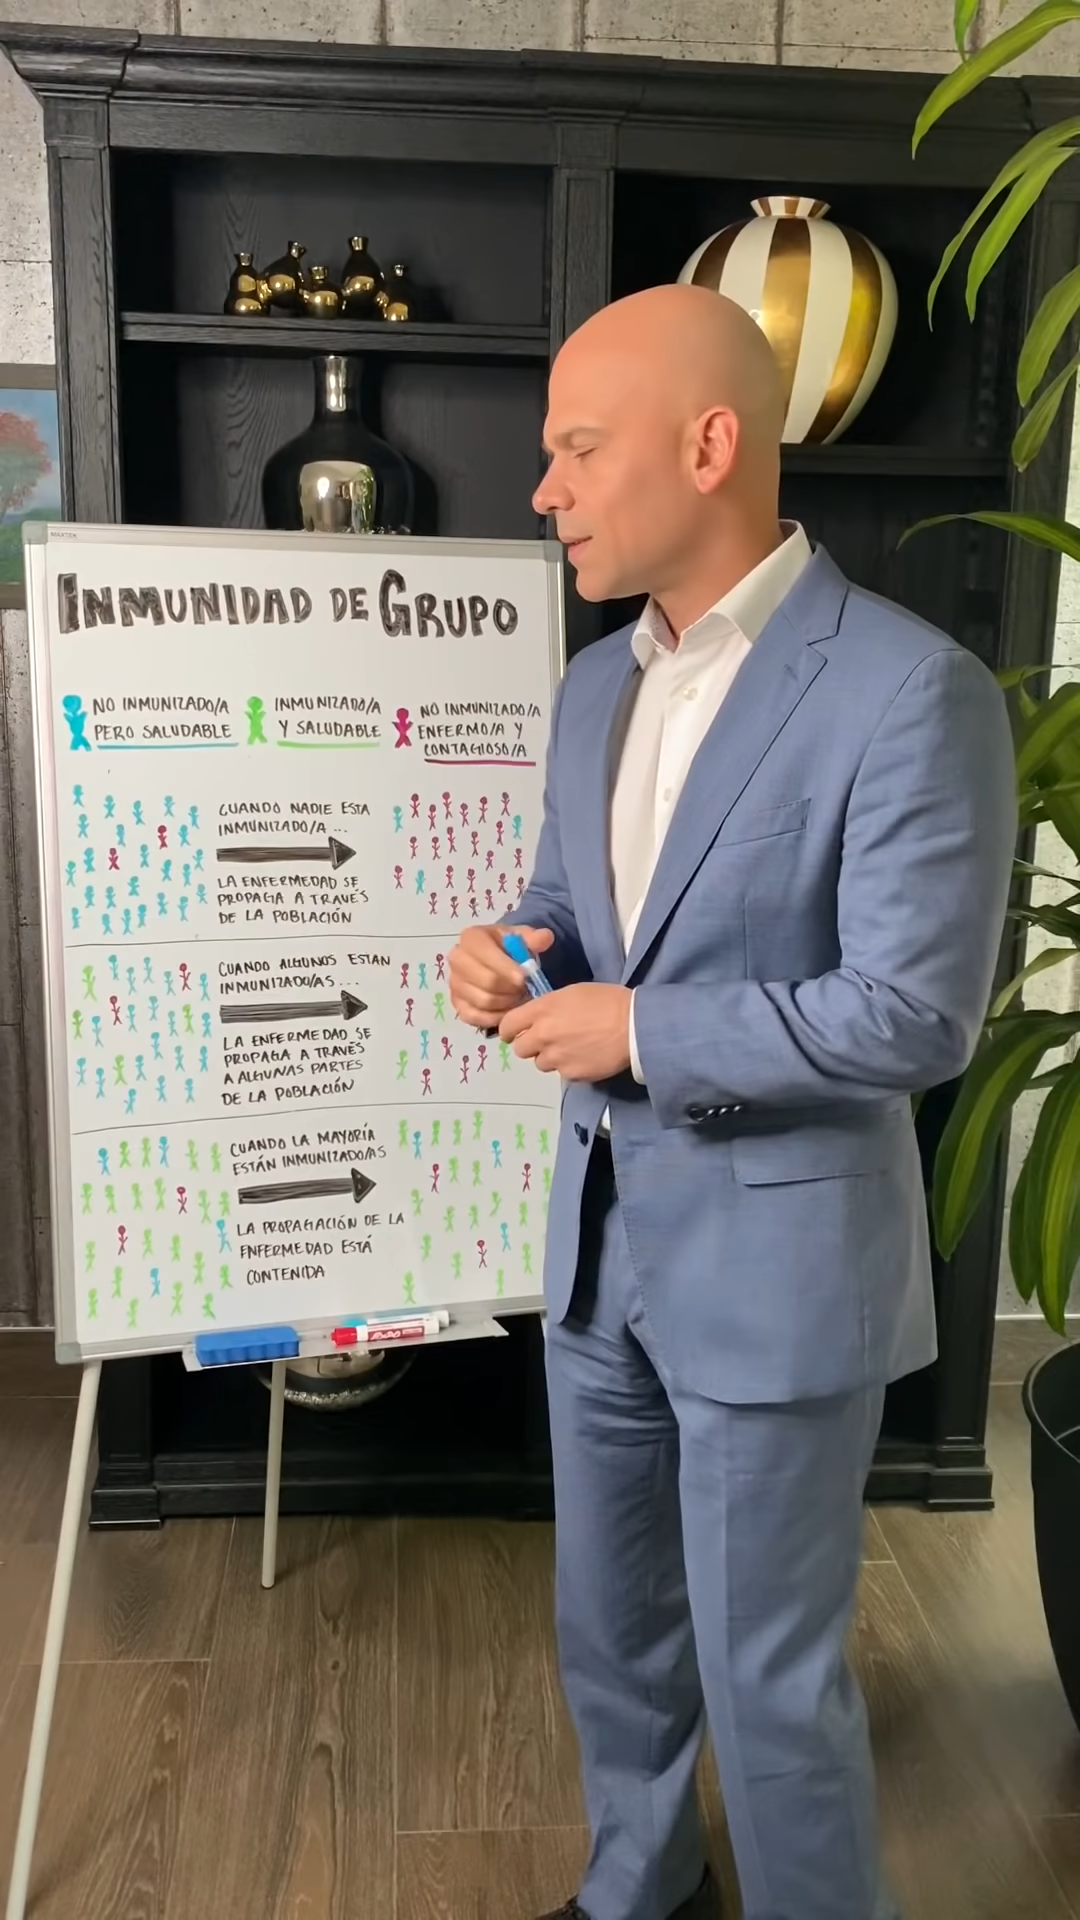 MAXTEK
INMUNIDAD DE GRUPO
NO INMUNIZADO/A
PERO SALUDABLE
INMUNIZADO/A
Y SALUDABLE
NO INMUNIZADO/A
ENFERMO/A Y
CONTAGIOSO/A
CUANDO NADIE ESTA
INMUNIZADO/A ...
LA ENFERMEDAD SE
PROPAGA A TRAVÉS
DE LA POBLACIÓN
CUANDO ALGUNOS ESTAN
INMUNIZADO/AS ...
LA ENFERMEDAD SE
PROPAGA A TRAVÉS
A ALGUNAS PARTES
DE LA POBLACIÓN
CUANDO LA MAYORÍA
ESTÁN INMUNIZADO/AS
LA PROPAGACIÓN DE LA
ENFERMEDAD ESTÁ
CONTENIDA